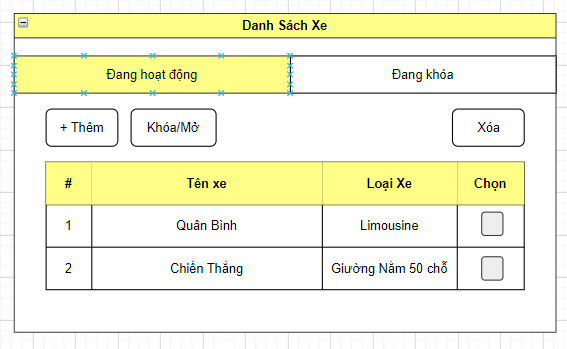 Danh Sách Xe
Đang hoạt động Đang khóa
+ Thêm Khóa/Mở Xóa
# Tên xe Loại Xe Chọn
1 Quân Bình Limousine
2 Chiến Thắng Giường Nằm 50 chỗ